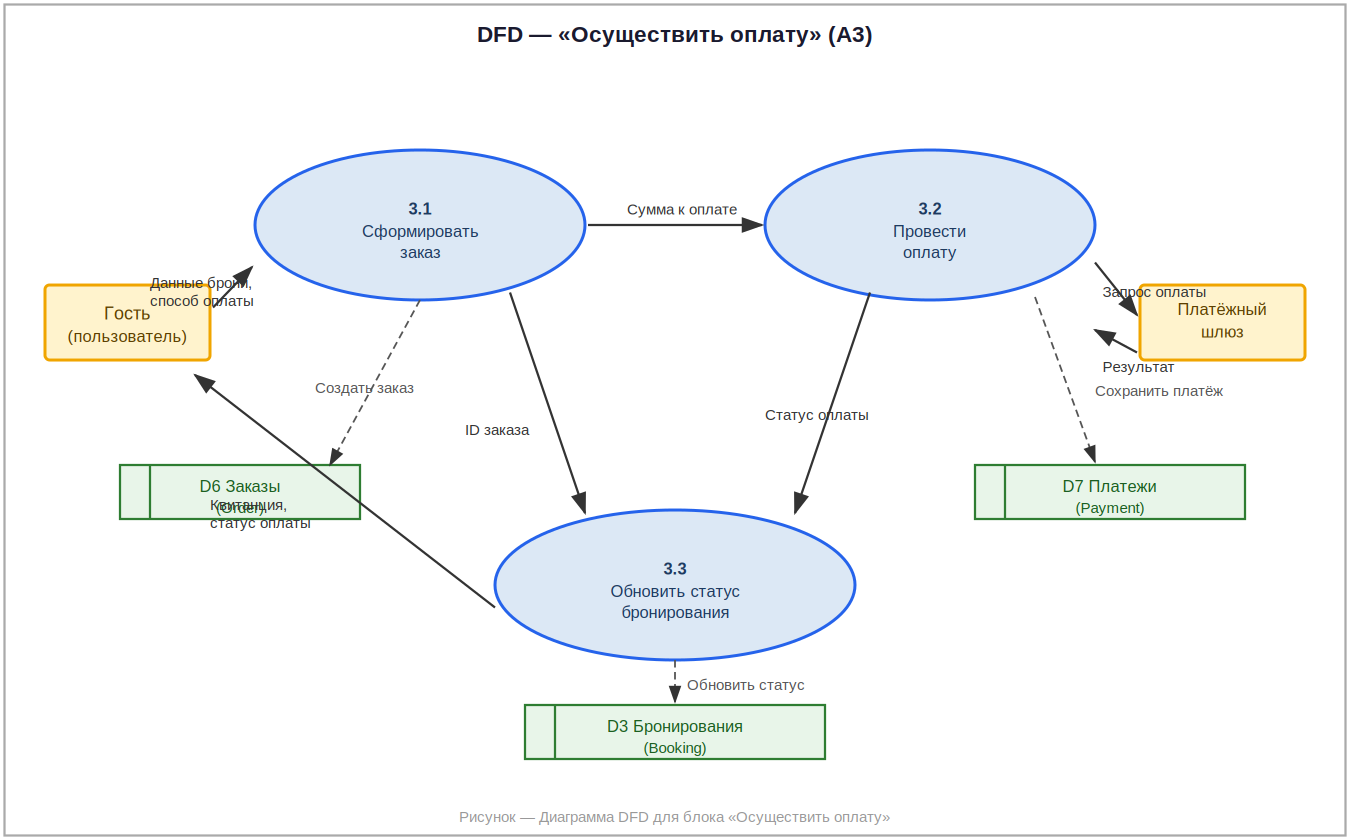 DFD — «Осуществить оплату» (А3)
3.1
Сформировать
заказ
Сумма к оплате
3.2
Провести
оплату
Данные брони,
способ оплаты
Гость
(пользователь)
Запрос оплаты
Платёжный
шлюз
Результат
Сохранить платёж
Создать заказ
ID заказа
Статус оплаты
D6 Заказы
(Order)
Квитанция,
статус оплаты
D7 Платежи
(Payment)
3.3
Обновить статус
бронирования
Обновить статус
D3 Бронирования
(Booking)
Рисунок — Диаграмма DFD для блока «Осуществить оплату»